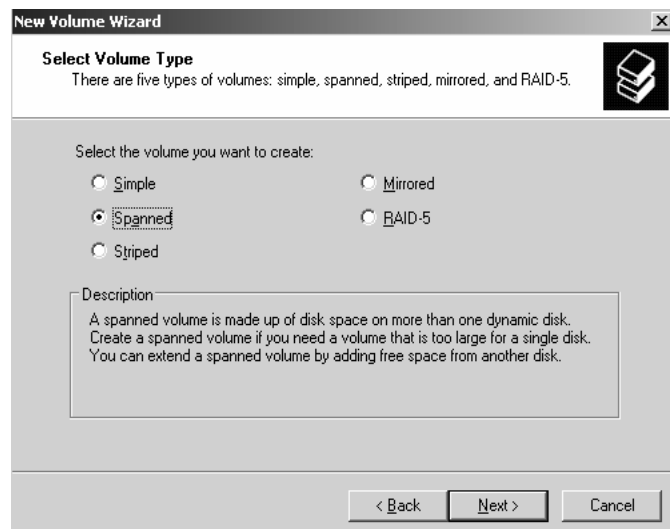 New Volume Wizard
Select Volume Type
There are five types of volumes: simple, spanned, striped, mirrored, and RAID-5.
Select the volume you want to create:
Simple
Mirrored
Spanned
RAID-5
Striped
Description
A spanned volume is made up of disk space on more than one dynamic disk.
Create a spanned volume if you need a volume that is too large for a single disk.
You can extend a spanned volume by adding free space from another disk.
< Back
Next >
Cancel